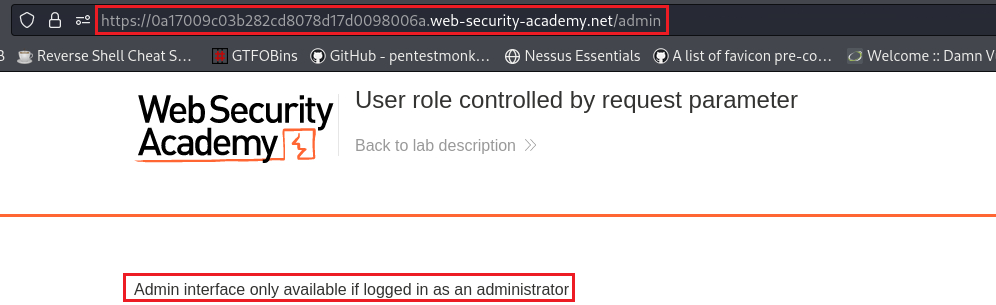 https://0a17009c03b282cd8078d17d0098006a.web-security-academy.net/admin
B Reverse Shell Cheat S... GTFOBins GitHub - pentestmonk... Nessus Essentials A list of favicon pre-co... Welcome :: Damn V
WebSecurity
Academy
User role controlled by request parameter
Back to lab description
Admin interface only available if logged in as an administrator